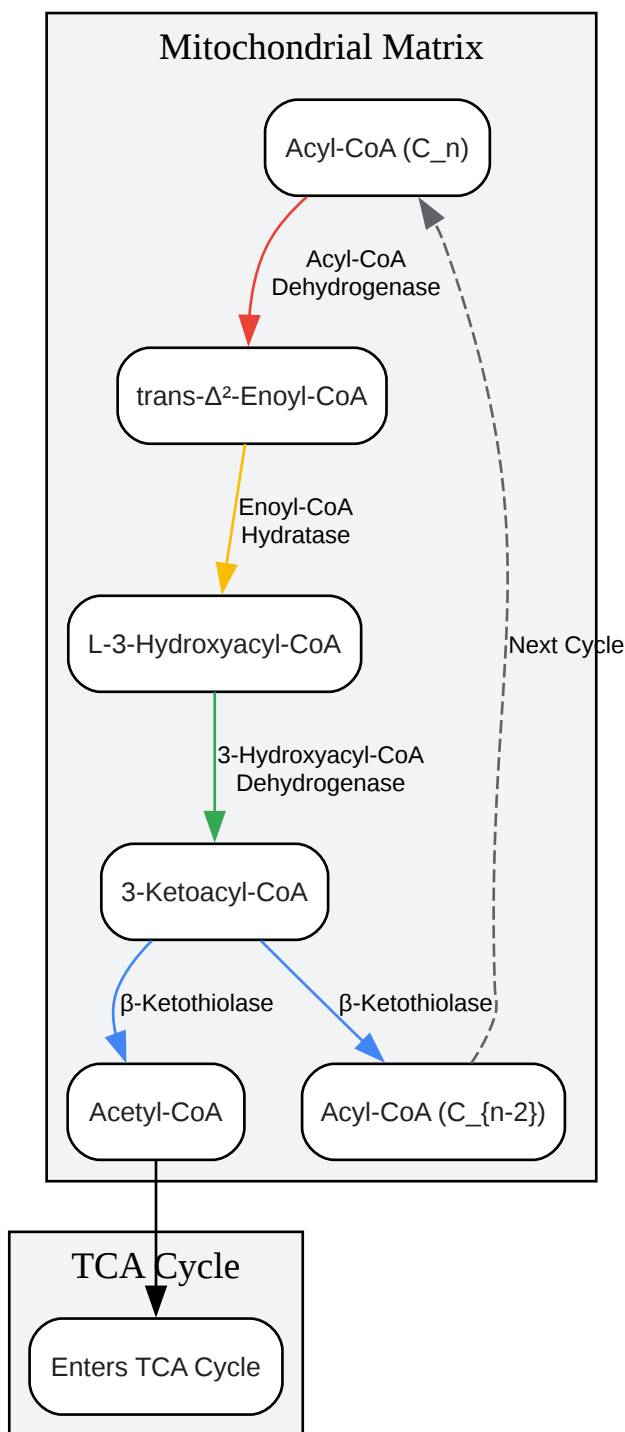 Mitochondrial Matrix
Acyl-CoA (C_n)
Acyl-CoA
Dehydrogenase
trans-Δ²-Enoyl-CoA
Enoyl-CoA
Hydratase
L-3-Hydroxyacyl-CoA
Next Cycle
3-Hydroxyacyl-CoA
Dehydrogenase
3-Ketoacyl-CoA
β-Ketothiolase
β-Ketothiolase
Acetyl-CoA
Acyl-CoA (C_{n-2})
TCA Cycle
Enters TCA Cycle